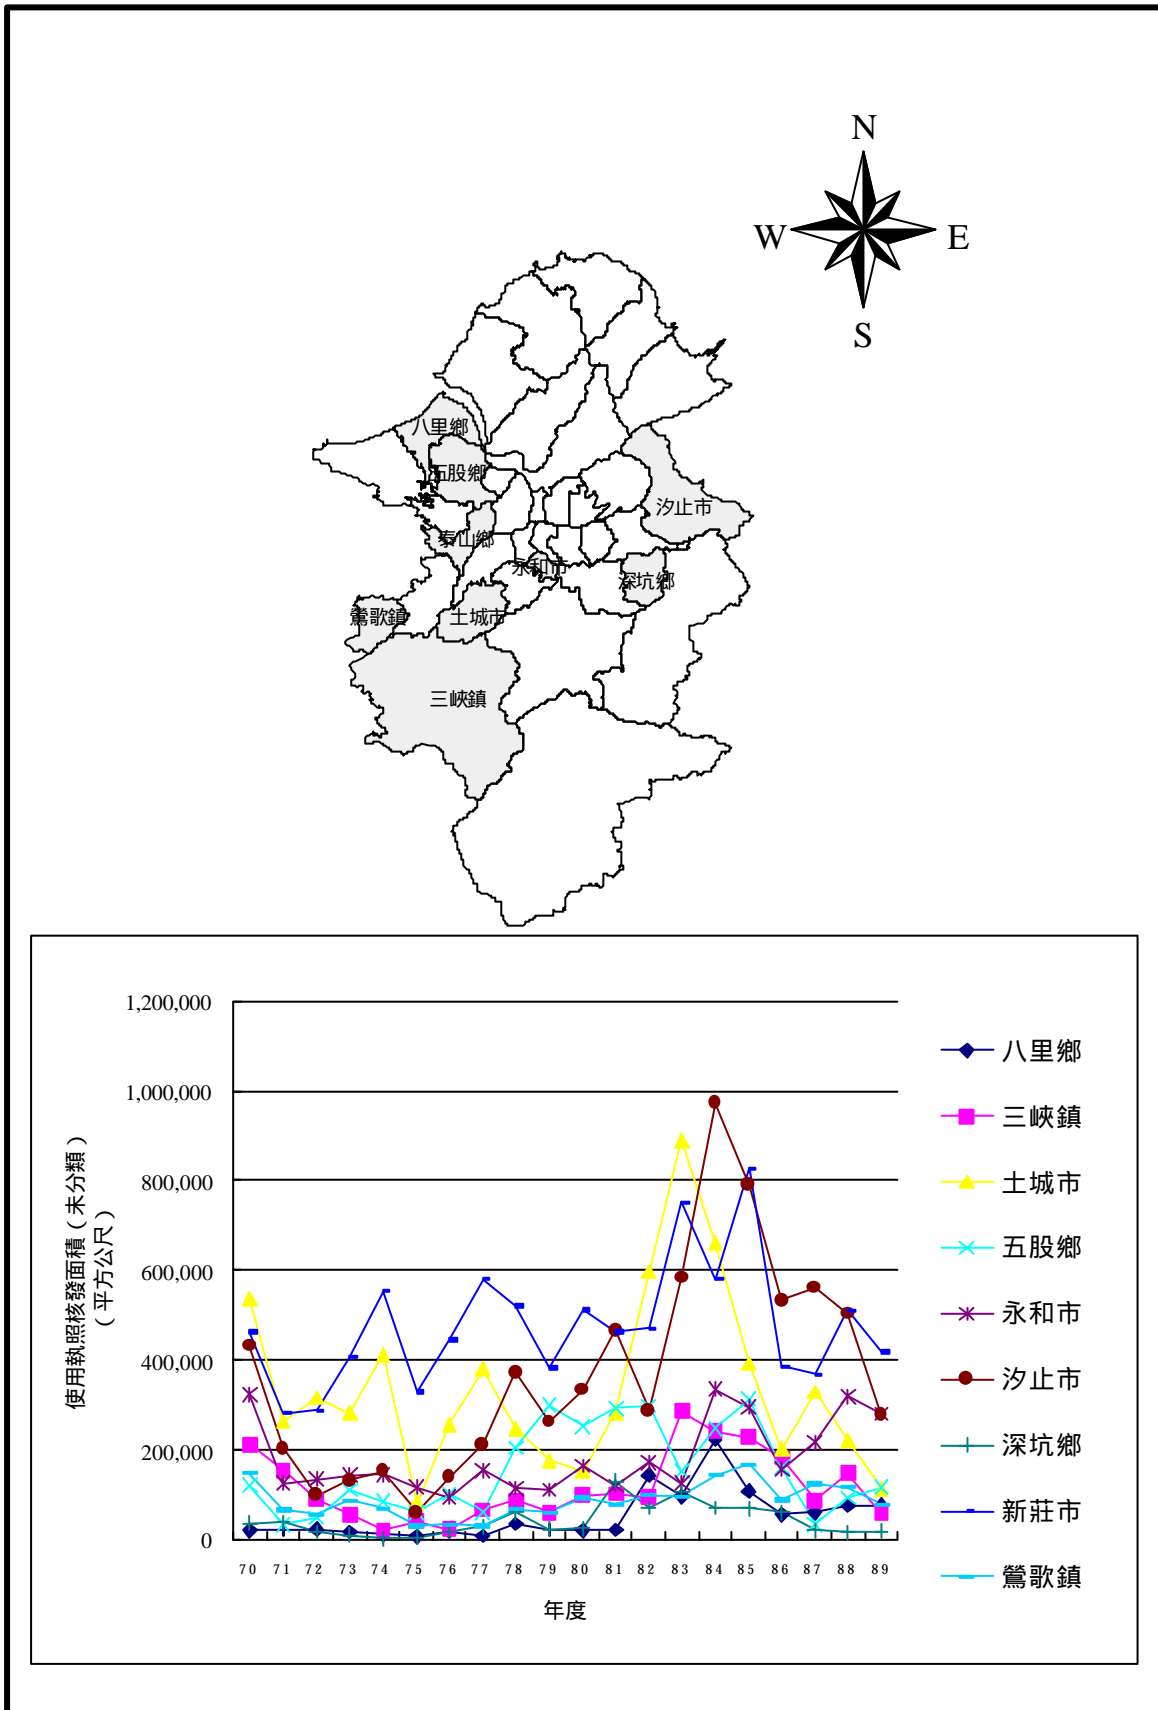 N
W
E
S
八里鄉
五股鄉
汐止市
泰山鄉
永和市
深坑鄉
鶯歌鎮
土城市
三峽鎮
使用執照核發面積（未分類）
（平方公尺）
1,200,000
1,000,000
800,000
600,000
400,000
200,000
0
70 71 72 73 74 75 76 77 78 79 80 81 82 83 84 85 86 87 88 89
年度
八里鄉
三峽鎮
土城市
五股鄉
永和市
汐止市
深坑鄉
新莊市
鶯歌鎮